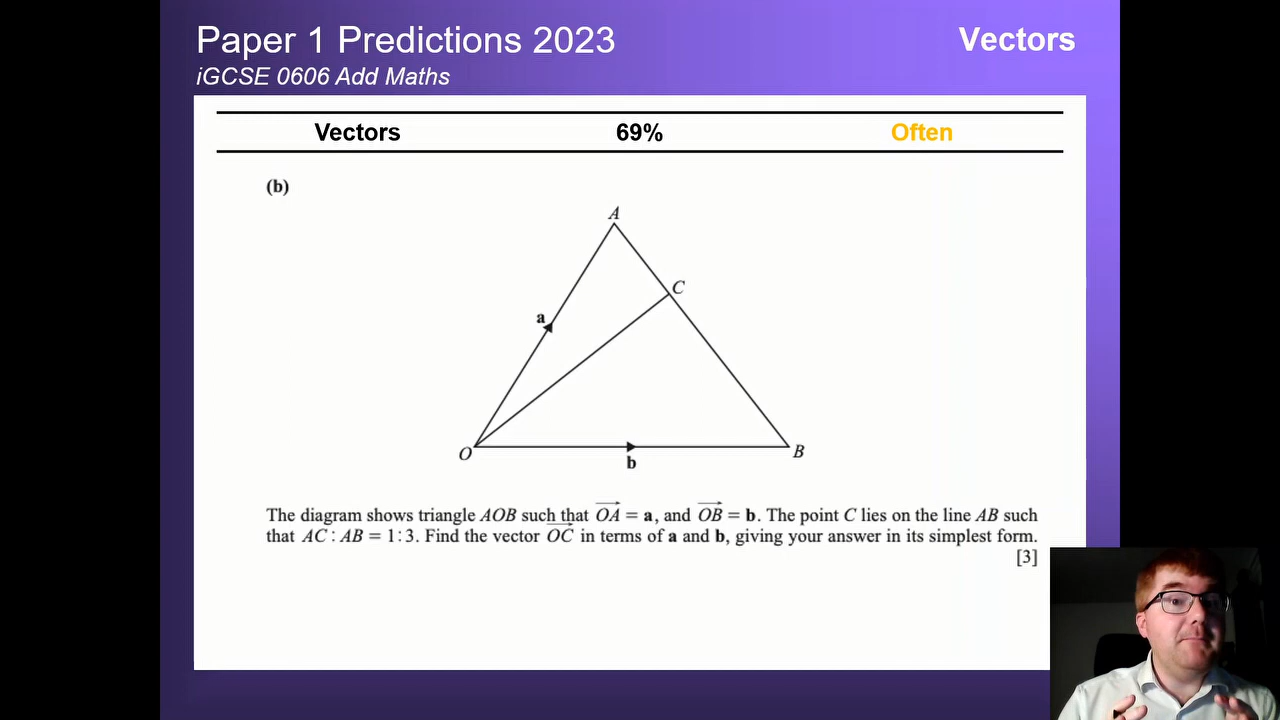 Paper 1 Predictions 2023
Vectors
iGCSE 0606 Add Maths
Vectors 69% Often
(b)
A
C
a
O
B
b
The diagram shows triangle AOB such that OA = a, and OB = b. The point C lies on the line AB such
that AC : AB = 1 : 3. Find the vector OC in terms of a and b, giving your answer in its simplest form.
[3]